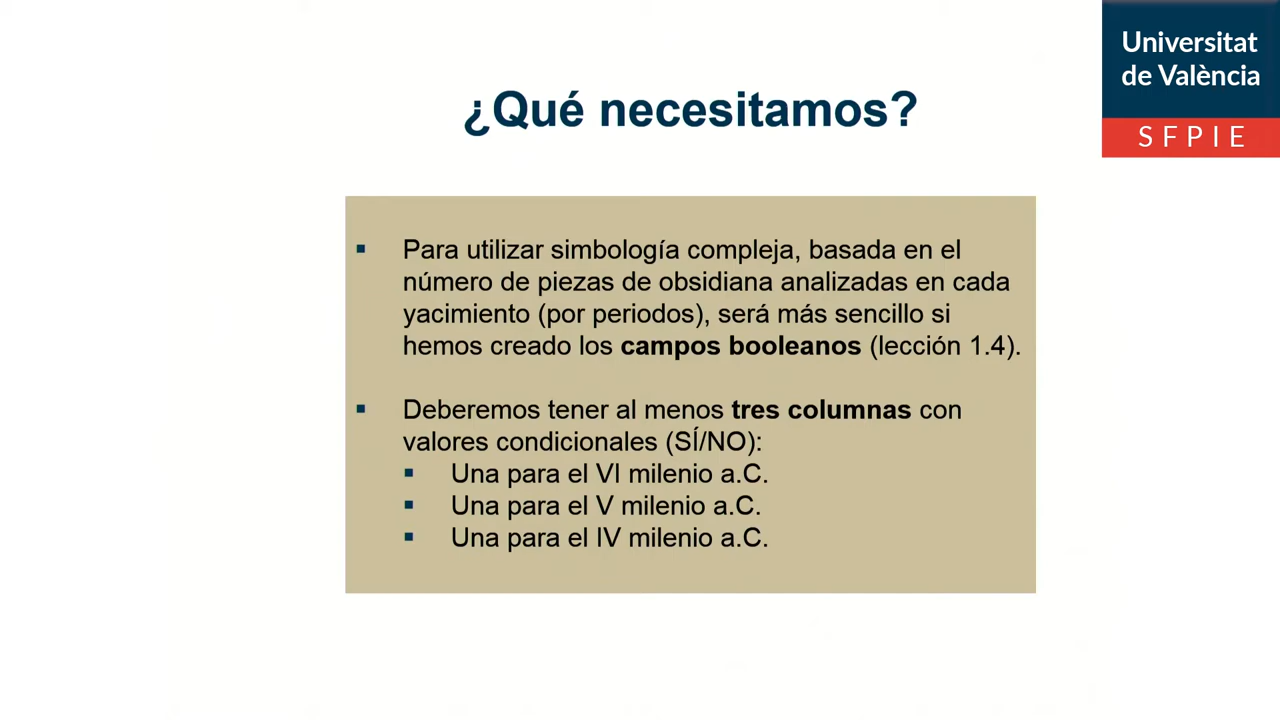 Universitat
de València
SFPIE
¿Qué necesitamos?
▪ Para utilizar simbología compleja, basada en el
número de piezas de obsidiana analizadas en cada
yacimiento (por periodos), será más sencillo si
hemos creado los campos booleanos (lección 1.4).
▪ Deberemos tener al menos tres columnas con
valores condicionales (SÍ/NO):
▪ Una para el VI milenio a.C.
▪ Una para el V milenio a.C.
▪ Una para el IV milenio a.C.